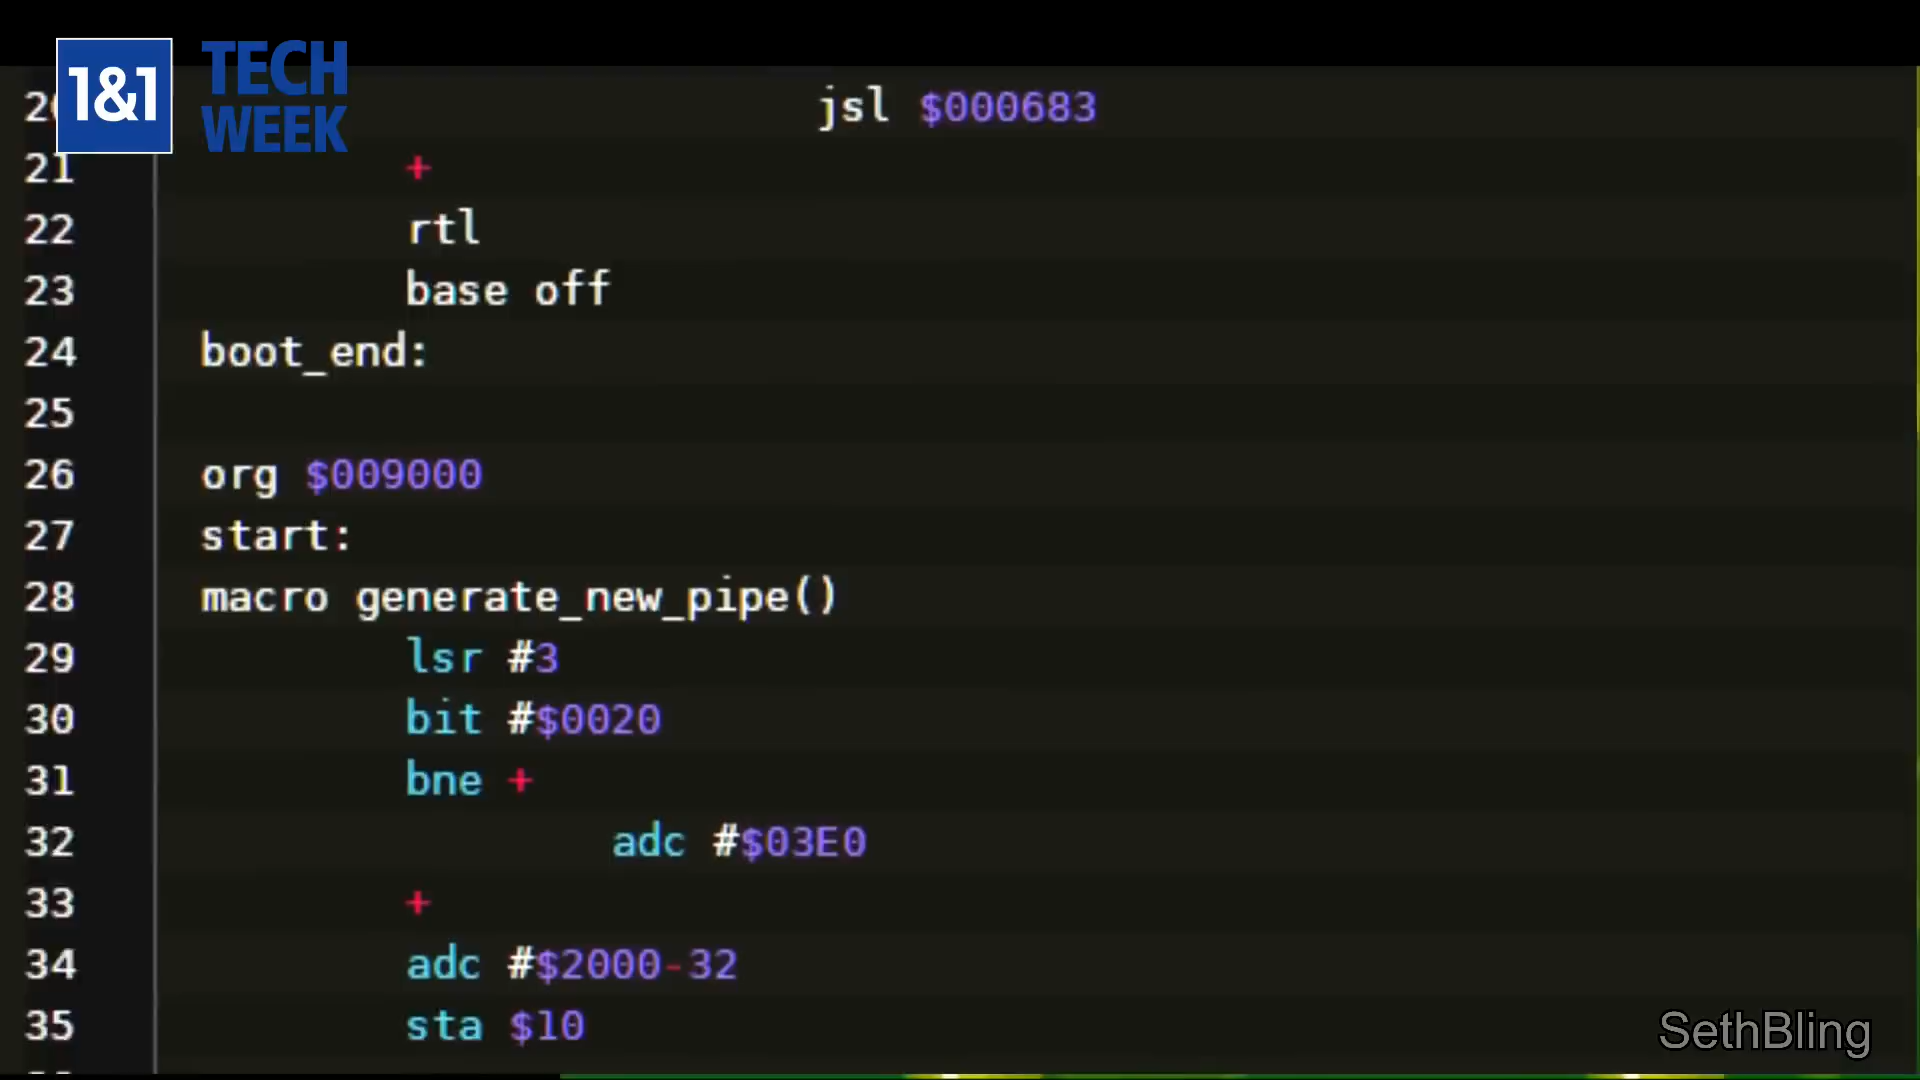 1&1 TECH
WEEK
20 jsl $000683
21 +
22 rtl
23 base off
24 boot_end:
25
26 org $009000
27 start:
28 macro generate_new_pipe()
29 lsr #3
30 bit #$0020
31 bne +
32 adc #$03E0
33 +
34 adc #$2000-32
35 sta $10
SethBling